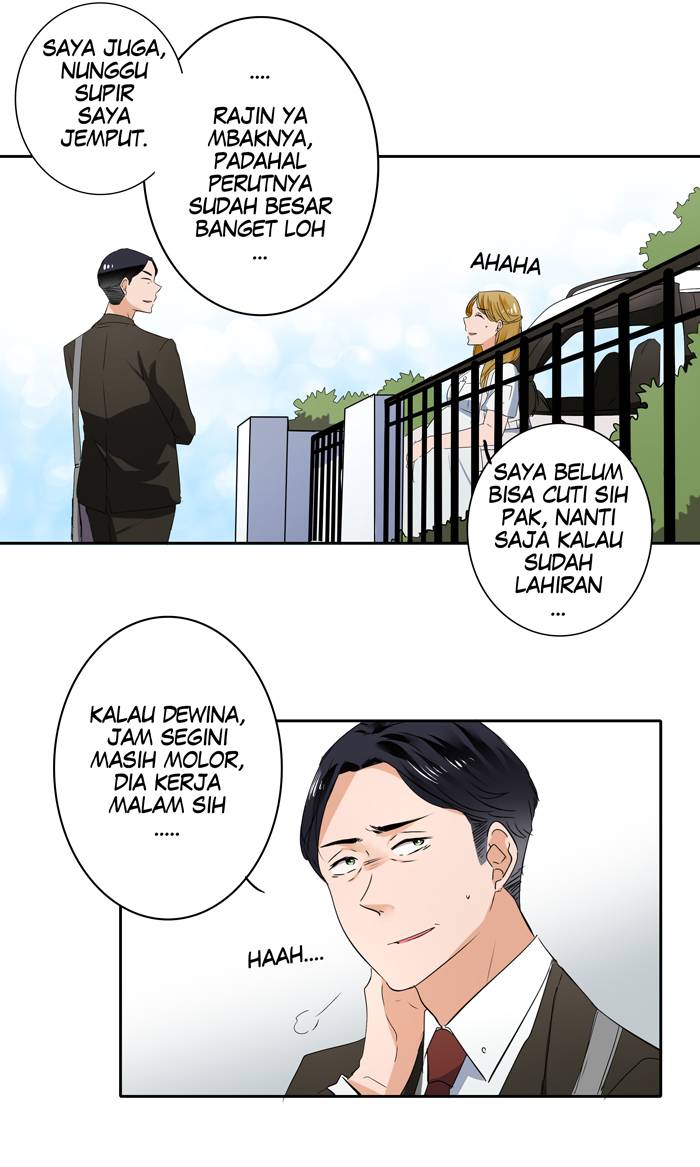 SAYA JUGA,
NUNGGU
SUPIR
SAYA
JEMPUT.
....
RAJIN YA
MBAKNYA,
PADAHAL
PERUTNYA
SUDAH BESAR
BANGET LOH
...
AHAHA
SAYA BELUM
BISA CUTI SIH
PAK, NANTI
SAJA KALAU
SUDAH
LAHIRAN
...
KALAU DEWINA,
JAM SEGINI
MASIH MOLOR,
DIA KERJA
MALAM SIH
.....
HAAH....